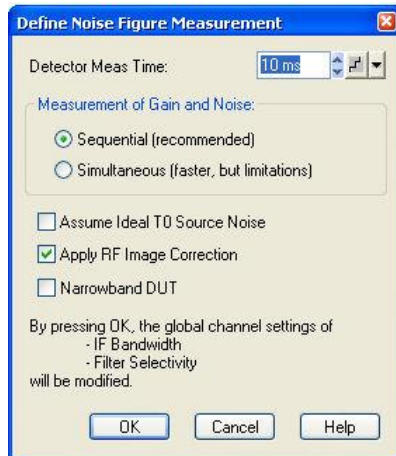 Define Noise Figure Measurement
Detector Meas Time: 10 ms
Measurement of Gain and Noise:
Sequential (recommended)
Simultaneous (faster, but limitations)
Assume Ideal T0 Source Noise
Apply RF Image Correction
Narrowband DUT
By pressing OK, the global channel settings of
- IF Bandwidth
- Filter Selectivity
will be modified.
OK Cancel Help